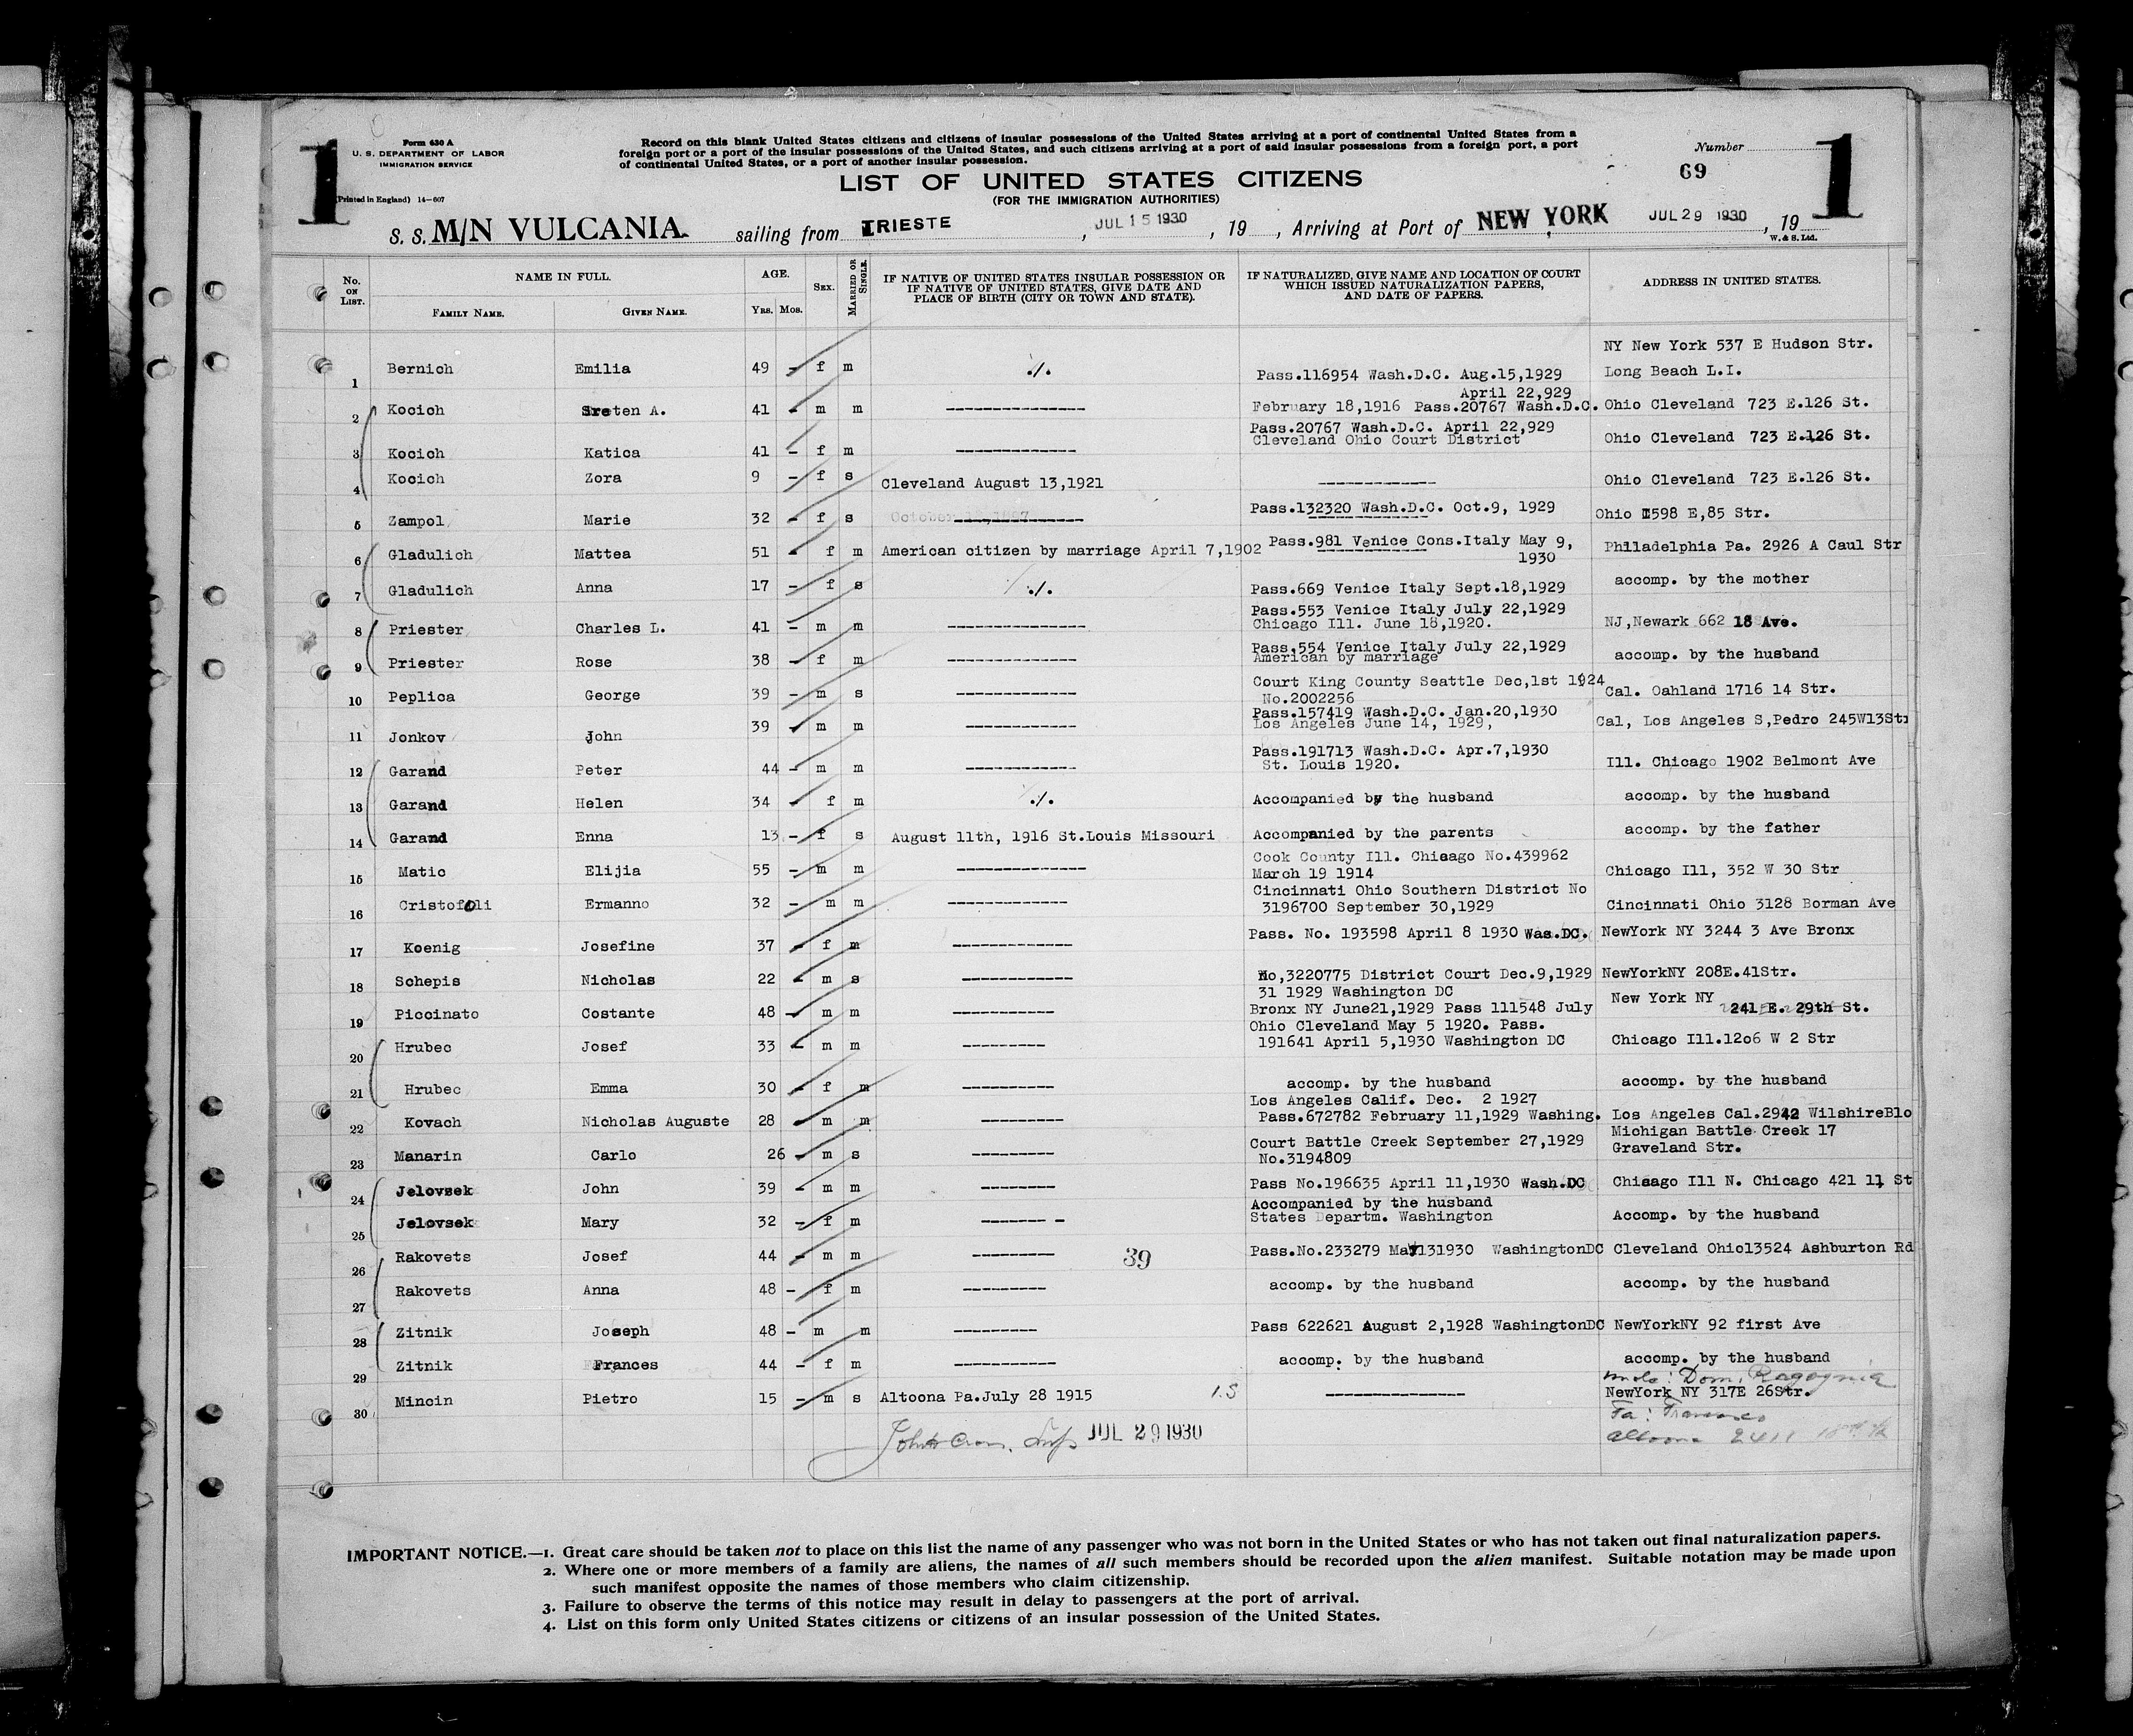 1
Form 630 A
U. S. DEPARTMENT OF LABOR
IMMIGRATION SERVICE
(Printed in England) 14—607
Record on this blank United States citizens and citizens of insular possessions of the United States arriving at a port of continental United States from a
foreign port or a port of the insular possessions of the United States, and such citizens arriving at a port of said insular possessions from a foreign port, a port
of continental United States, or a port of another insular possession.
Number
69
1
LIST OF UNITED STATES CITIZENS
(FOR THE IMMIGRATION AUTHORITIES)
S. S. M/N VULCANIA sailing from TRIESTE, JUL 15 1930, 19 , Arriving at Port of NEW YORK JUL 29 1930, 19
W. & S. Ltd.
No. ON LIST. NAME IN FULL. AGE. SEX. MARRIED OR SINGLE. IF NATIVE OF UNITED STATES INSULAR POSSESSION OR IF NATIVE OF UNITED STATES, GIVE DATE AND PLACE OF BIRTH (CITY OR TOWN AND STATE). IF NATURALIZED, GIVE NAME AND LOCATION OF COURT WHICH ISSUED NATURALIZATION PAPERS, AND DATE OF PAPERS. ADDRESS IN UNITED STATES.
FAMILY NAME. GIVEN NAME. YRS. MOS.
NY New York 537 E Hudson Str.
1 Bernich Emilia 49 - f m ./. Pass.116954 Wash.D.C. Aug.15,1929 Long Beach L.I.
April 22,929
2 Kocich Sreten A. 41 - m m -------------- February 18,1916 Pass.20767 Wash.D.C. Ohio Cleveland 723 E.126 St.
Pass.20767 Wash.D.C. April 22,929
3 Kocich Katica 41 - f m ------------ Cleveland Ohio Court District Ohio Cleveland 723 E.126 St.
4 Kocich Zora 9 - f s Cleveland August 13,1921 ------------ Ohio Cleveland 723 E.126 St.
5 Zampol Marie 32 - f s ------------- Pass.132320 Wash.D.C. Oct.9, 1929 Ohio 1598 E,85 Str.
6 Gladulich Mattea 51 - f m American citizen by marriage April 7,1902 Pass.981 Venice Cons.Italy May 9, Philadelphia Pa. 2926 A Caul Str
1930
7 Gladulich Anna 17 - f s ./. Pass.669 Venice Italy Sept.18,1929 accomp. by the mother
Pass.553 Venice Italy July 22,1929
8 Priester Charles L. 41 - m m -------------- Chicago Ill. June 18,1920. NJ,Newark 662 18 Ave.
Pass.554 Venice Italy July 22,1929
9 Priester Rose 38 - f m ------------- American by marriage accomp. by the husband
Court King County Seattle Dec,1st 1924
10 Peplica George 39 - m s ------------ No.2002256 Cal. Oahland 1716 14 Str.
Pass.157419 Wash.D.C. Jan.20,1930
11 Jonkov John 39 - m m ----------- Los Angeles June 14, 1929, Cal, Los Angeles S,Pedro 245W13Str
Pass.191713 Wash.D.C. Apr.7,1930
12 Garand Peter 44 - m m ----------- St. Louis 1920. Ill. Chicago 1902 Belmont Ave
13 Garand Helen 34 - f m ./. Accompanied by the husband accomp. by the husband
14 Garand Enna 13 - f s August 11th, 1916 St.Louis Missouri Accompanied by the parents accomp. by the father
Cook County Ill. Chicago No.439962
15 Matic Elijia 55 - m m ------------- March 19 1914 Chicago Ill, 352 W 30 Str
Cincinnati Ohio Southern District No
16 Cristofoli Ermanno 32 - m m ------------ 3196700 September 30,1929 Cincinnati Ohio 3128 Borman Ave
17 Koenig Josefine 37 - f m ------------ Pass. No. 193598 April 8 1930 Was.DC. NewYork NY 3244 3 Ave Bronx
18 Schepis Nicholas 22 - m s ----------- No,3220775 District Court Dec.9,1929 NewYorkNY 208E.41Str.
31 1929 Washington DC New York NY
19 Piccinato Costante 48 - m m ------------- Bronx NY June21,1929 Pass 111548 July 241 E. 29th St.
Ohio Cleveland May 5 1920. Pass.
20 Hrubec Josef 33 - m m -------- 191641 April 5,1930 Washington DC Chicago Ill.12o6 W 2 Str
21 Hrubec Emma 30 - f m --------- accomp. by the husband accomp. by the husband
Los Angeles Calif. Dec. 2 1927
22 Kovach Nicholas Auguste 28 - m m -------- Pass.672782 February 11,1929 Washing. Los Angeles Cal.2942 WilshireBlo
Michigan Battle Creek 17
Court Battle Creek September 27,1929 Graveland Str.
23 Manarin Carlo 26 - m s -------- No.3194809
24 Jelovsek John 39 - m m ------- Pass No.196635 April 11,1930 Wash.DC Chicago Ill N. Chicago 421 11 St
Accompanied by the husband
25 Jelovsek Mary 32 - f m ------- - States Departm. Washington Accomp. by the husband
26 Rakovets Josef 44 - m m -------- 39 Pass.No.233279 May131930 WashingtonDC Cleveland Ohio13524 Ashburton Rd
27 Rakovets Anna 48 - f m -------- accomp. by the husband accomp. by the husband
28 Zitnik Joseph 48 - m m -------- Pass 622621 August 2,1928 WashingtonDC NewYorkNY 92 first Ave
29 Zitnik Frances 44 - f m ---------- accomp. by the husband accomp. by the husband
30 Mincin Pietro 15 - m s Altoona Pa.July 28 1915 -------------- NewYork NY 317E 26Str.
JUL 29 1930
IMPORTANT NOTICE.—1. Great care should be taken not to place on this list the name of any passenger who was not born in the United States or who has not taken out final naturalization papers.
2. Where one or more members of a family are aliens, the names of all such members should be recorded upon the alien manifest. Suitable notation may be made upon
such manifest opposite the names of those members who claim citizenship.
3. Failure to observe the terms of this notice may result in delay to passengers at the port of arrival.
4. List on this form only United States citizens or citizens of an insular possession of the United States.